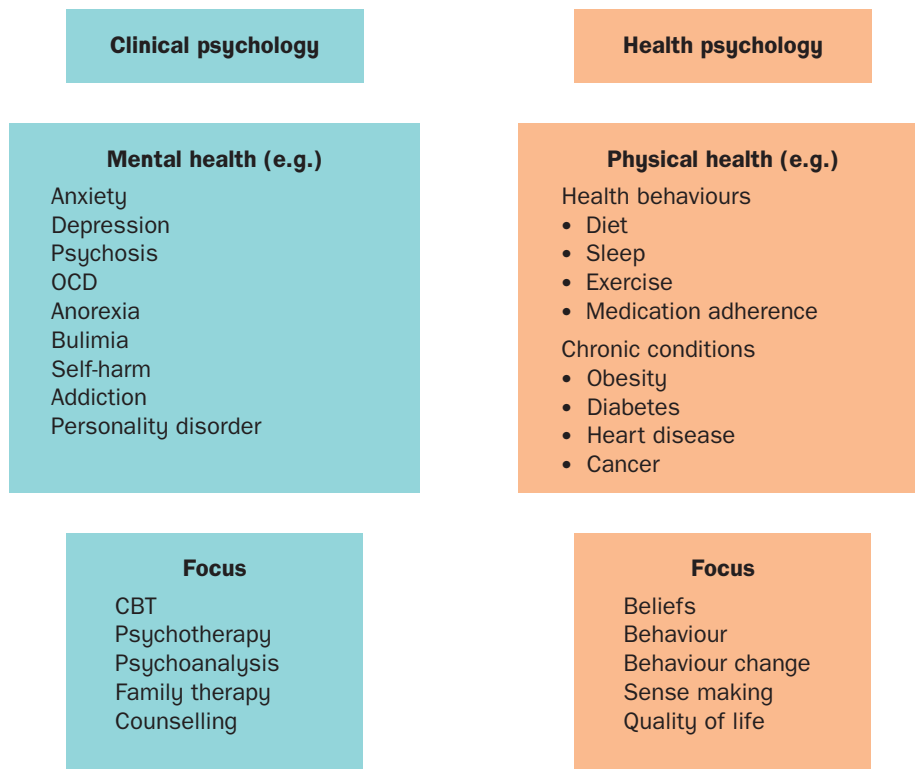 Clinical psychology
Health psychology
Mental health (e.g.)
Anxiety
Depression
Psychosis
OCD
Anorexia
Bulimia
Self-harm
Addiction
Personality disorder
Physical health (e.g.)
Health behaviours
• Diet
• Sleep
• Exercise
• Medication adherence
Chronic conditions
• Obesity
• Diabetes
• Heart disease
• Cancer
Focus
CBT
Psychotherapy
Psychoanalysis
Family therapy
Counselling
Focus
Beliefs
Behaviour
Behaviour change
Sense making
Quality of life